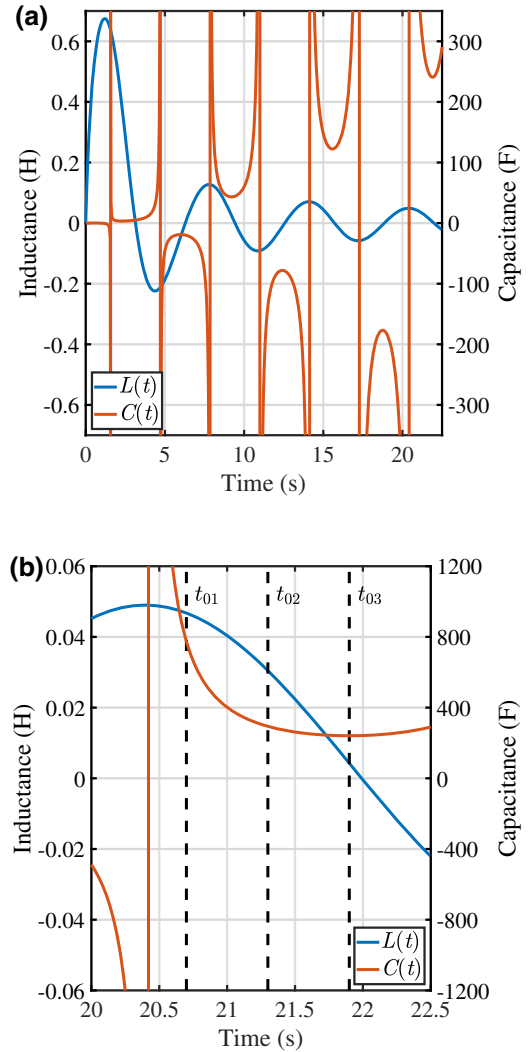 (a)
0.6
0.4
0.2
0
-0.2
-0.4
-0.6
Inductance (H)
300
200
100
0
-100
-200
-300
Capacitance (F)
L(t)
C(t)
0 5 10 15 20
Time (s)
(b)
0.06
0.04
0.02
0
-0.02
-0.04
-0.06
Inductance (H)
t01 t02 t03
1200
800
400
0
-400
-800
-1200
Capacitance (F)
L(t)
C(t)
20 20.5 21 21.5 22 22.5
Time (s)